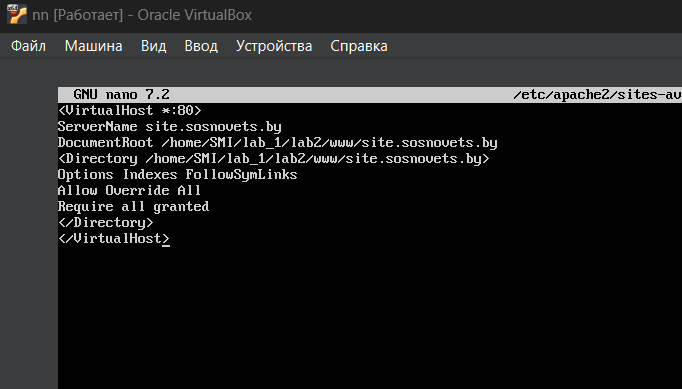 nn [Работает] - Oracle VirtualBox
Файл Машина Вид Ввод Устройства Справка
GNU nano 7.2 /etc/apache2/sites-av
<VirtualHost *:80>
ServerName site.sosnovets.by
DocumentRoot /home/SMI/lab_1/lab2/www/site.sosnovets.by
<Directory /home/SMI/lab_1/lab2/www/site.sosnovets.by>
Options Indexes FollowSymLinks
Allow Override All
Require all granted
</Directory>
</VirtualHost>